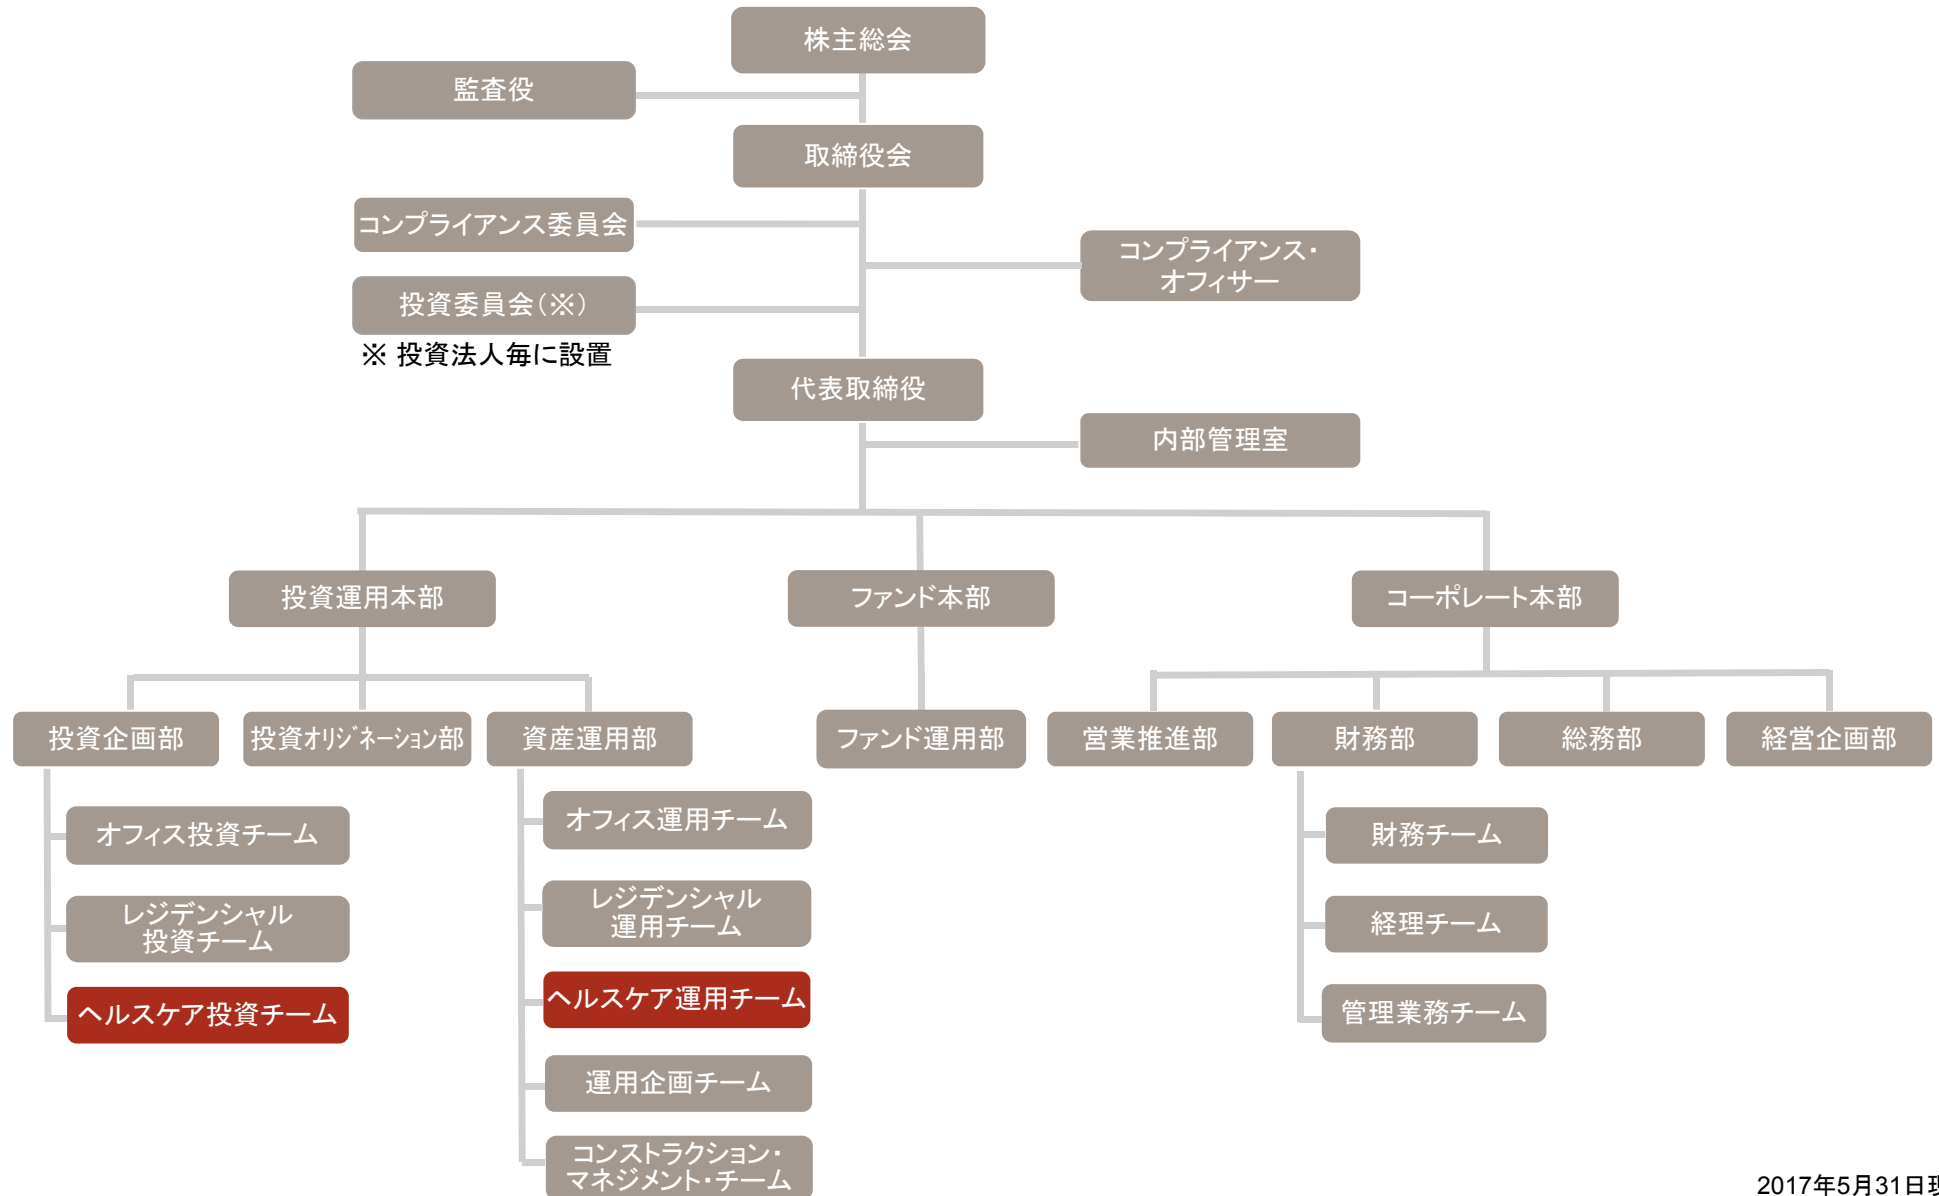 株主総会
監査役
取締役会
コンプライアンス委員会
コンプライアンス・
オフィサー
投資委員会(※)
※ 投資法人毎に設置
代表取締役
内部管理室
投資運用本部
ファンド本部
コーポレート本部
投資企画部
投資オリジネーション部
資産運用部
ファンド運用部
営業推進部
財務部
総務部
経営企画部
オフィス投資チーム
レジデンシャル
投資チーム
ヘルスケア投資チーム
オフィス運用チーム
レジデンシャル
運用チーム
ヘルスケア運用チーム
運用企画チーム
コンストラクション・
マネジメント・チーム
財務チーム
経理チーム
管理業務チーム
2017年5月31日現